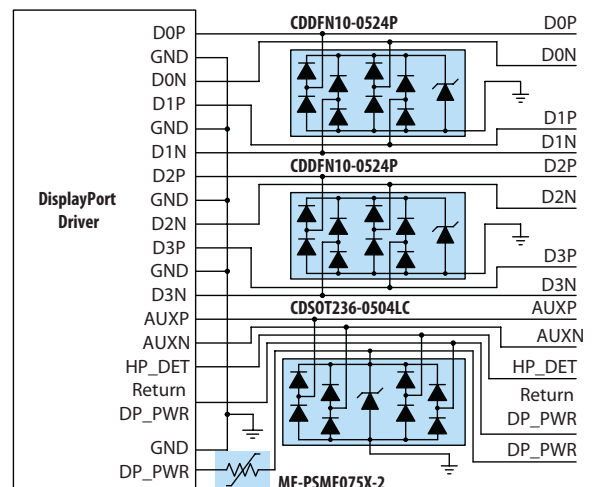 CDDFN10-0524P
D0P
D0P
GND
D0N
D0N
D1P
D1P
GND
D1N
D1N
D2P
CDDFN10-0524P
D2P
DisplayPort
Driver
GND
D2N
D2N
D3P
D3P
GND
D3N
D3N
CDSOT236-0504LC
AUXP
AUXP
AUXN
AUXN
HP_DET
HP_DET
Return
DP_PWR
Return
DP_PWR
GND
DP_PWR
DP_PWR
MF-PSMF075X-2